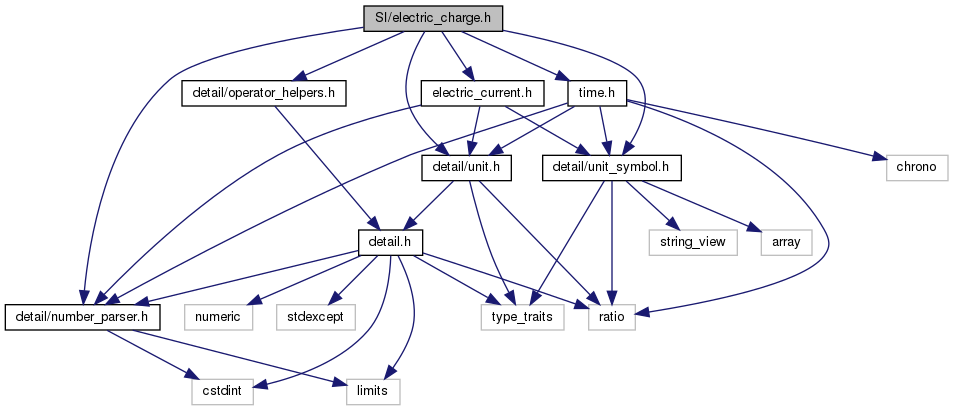 SI/electric_charge.h
detail/operator_helpers.h
electric_current.h
time.h
detail/unit.h
detail/unit_symbol.h
chrono
detail.h
string_view
array
detail/number_parser.h
numeric
stdexcept
type_traits
ratio
cstdint
limits